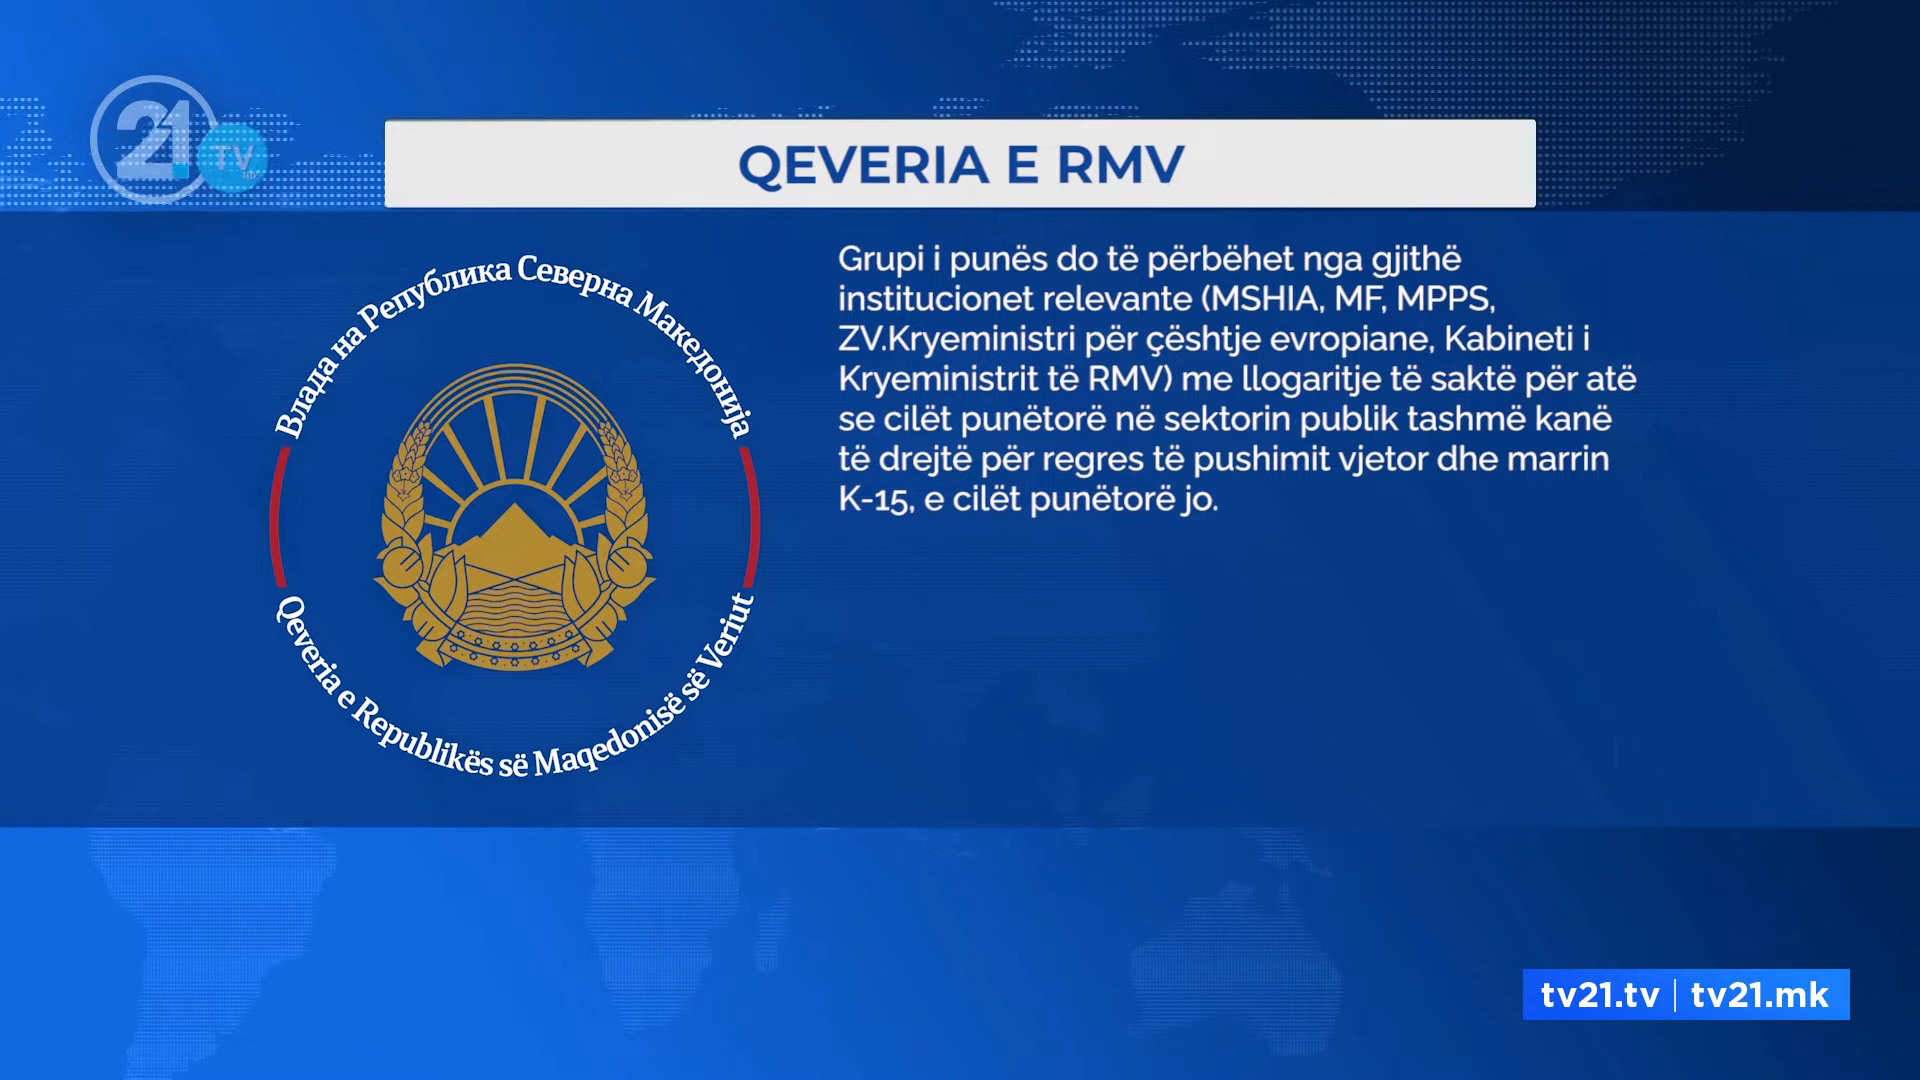 21
TV
HD
QEVERIA E RMV
Влада на Република Северна Македонија
Qeveria e Republikës së Maqedonisë së Veriut
Grupi i punës do të përbëhet nga gjithë
institucionet relevante (MSHIA, MF, MPPS,
ZV.Kryeministri për çështje evropiane, Kabineti i
Kryeministrit të RMV) me llogaritje të saktë për atë
se cilët punëtorë në sektorin publik tashmë kanë
të drejtë për regres të pushimit vjetor dhe marrin
K-15, e cilët punëtorë jo.
tv21.tv | tv21.mk